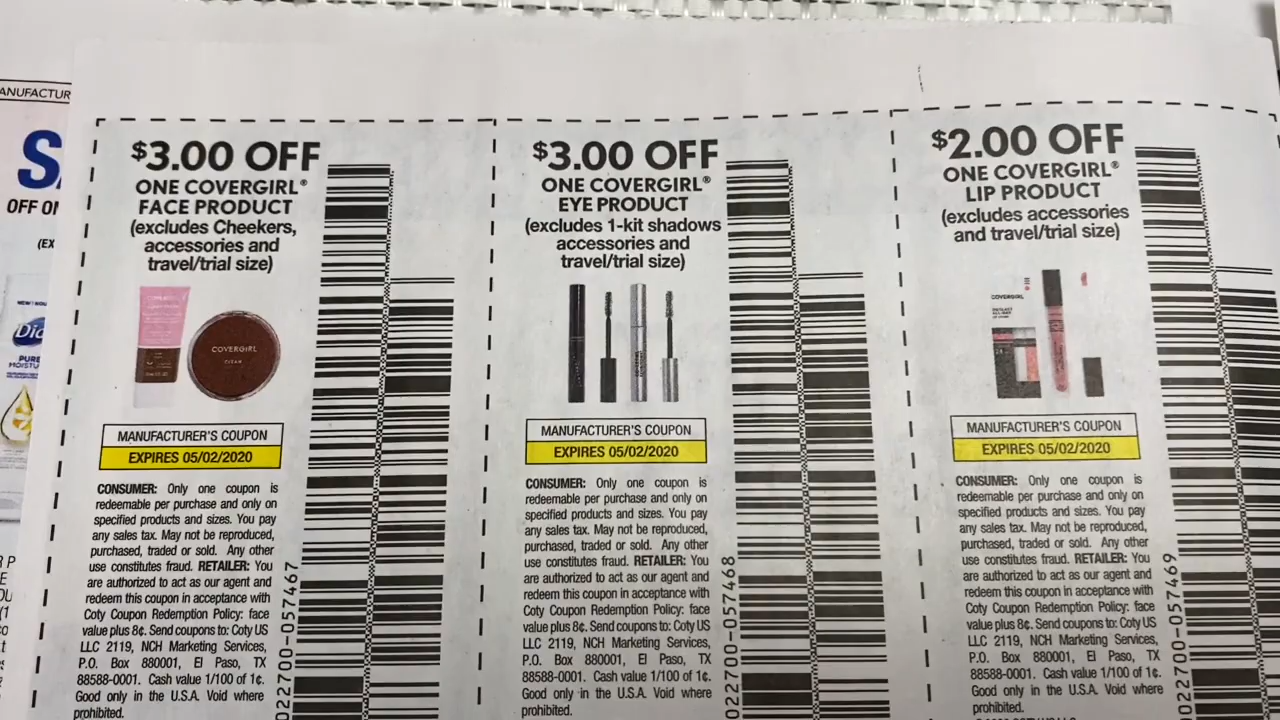 ANUFACTUR
S
OFF O
(EX
Dia
PURE
$3.00 OFF
ONE COVERGIRL®
FACE PRODUCT
(excludes Cheekers,
accessories and
travel/trial size)
COVERGIRL
CLEAN
MANUFACTURER'S COUPON
EXPIRES 05/02/2020
CONSUMER: Only one coupon is
redeemable per purchase and only on
specified products and sizes. You pay
any sales tax. May not be reproduced,
purchased, traded or sold. Any other
use constitutes fraud. RETAILER: You
are authorized to act as our agent and
redeem this coupon in acceptance with
Coty Coupon Redemption Policy: face
value plus 8¢. Send coupons to: Coty US
LLC 2119, NCH Marketing Services,
P.O. Box 880001, El Paso, TX
88588-0001. Cash value 1/100 of 1¢.
Good only in the U.S.A. Void where
prohibited.
022700-057467
$3.00 OFF
ONE COVERGIRL®
EYE PRODUCT
(excludes 1-kit shadows
accessories and
travel/trial size)
MANUFACTURER'S COUPON
EXPIRES 05/02/2020
CONSUMER: Only one coupon is
redeemable per purchase and only on
specified products and sizes. You pay
any sales tax. May not be reproduced,
purchased, traded or sold. Any other
use constitutes fraud. RETAILER: You
are authorized to act as our agent and
redeem this coupon in acceptance with
Coty Coupon Redemption Policy: face
value plus 8¢. Send coupons to: Coty US
LLC 2119, NCH Marketing Services,
P.O. Box 880001, El Paso, TX
88588-0001. Cash value 1/100 of 1¢.
Good only in the U.S.A. Void where
prohibited.
022700-057468
$2.00 OFF
ONE COVERGIRL®
LIP PRODUCT
(excludes accessories
and travel/trial size)
COVERGIRL
MANUFACTURER'S COUPON
EXPIRES 05/02/2020
CONSUMER: Only one coupon is
redeemable per purchase and only on
specified products and sizes. You pay
any sales tax. May not be reproduced,
purchased, traded or sold. Any other
use constitutes fraud. RETAILER: You
are authorized to act as our agent and
redeem this coupon in acceptance with
Coty Coupon Redemption Policy: face
value plus 8¢. Send coupons to: Coty US
LLC 2119, NCH Marketing Services,
P.O. Box 880001, El Paso, TX
88588-0001. Cash value 1/100 of 1¢.
Good only in the U.S.A. Void where
prohibited.
022700-057469